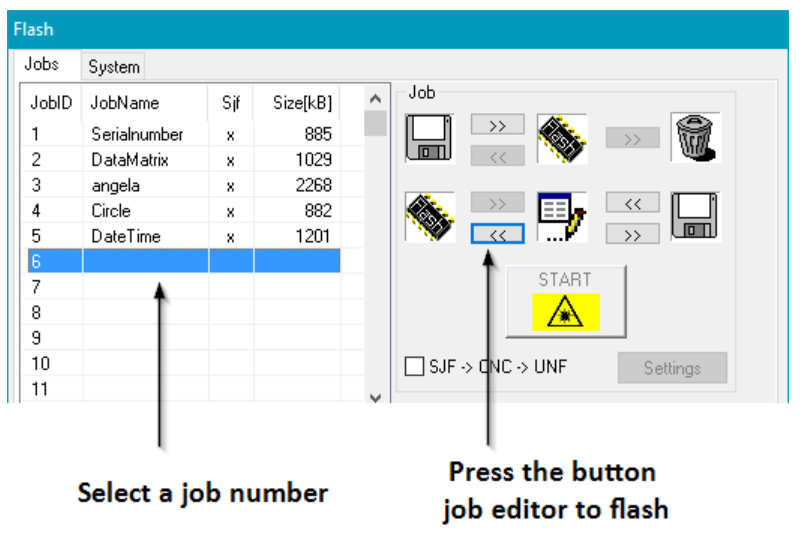 Flash
Jobs System
JobID JobName Sjf Size[kB]
1 Serialnumber x 885
2 DataMatrix x 1029
3 angela x 2268
4 Circle x 882
5 DateTime x 1201
6
7
8
9
10
11
Job
>> >>
<<
Flash
>> <<
<< >>
Flash
START
SJF -> CNC -> UNF Settings
Select a job number
Press the button
job editor to flash